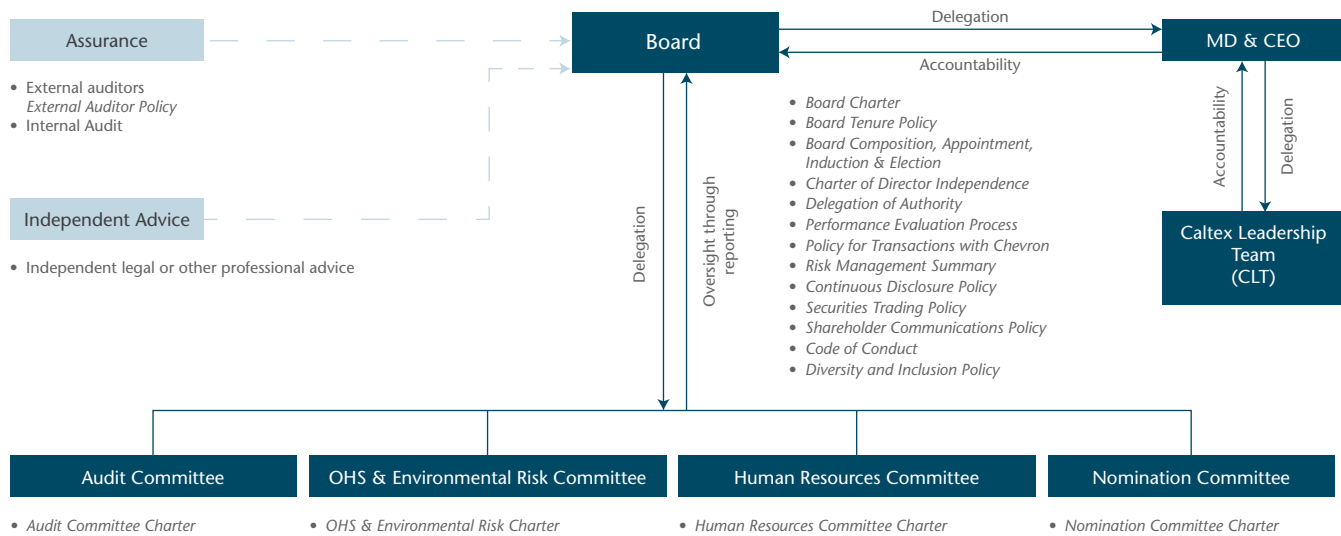 Assurance
• External auditors
External Auditor Policy
• Internal Audit
Independent Advice
• Independent legal or other professional advice
Board
Delegation
Accountability
MD & CEO
Accountability
Delegation
Caltex Leadership
Team
(CLT)
• Board Charter
• Board Tenure Policy
• Board Composition, Appointment,
Induction & Election
• Charter of Director Independence
• Delegation of Authority
• Performance Evaluation Process
• Policy for Transactions with Chevron
• Risk Management Summary
• Continuous Disclosure Policy
• Securities Trading Policy
• Shareholder Communications Policy
• Code of Conduct
• Diversity and Inclusion Policy
Delegation
Oversight through
reporting
Audit Committee
• Audit Committee Charter
OHS & Environmental Risk Committee
• OHS & Environmental Risk Charter
Human Resources Committee
• Human Resources Committee Charter
Nomination Committee
• Nomination Committee Charter